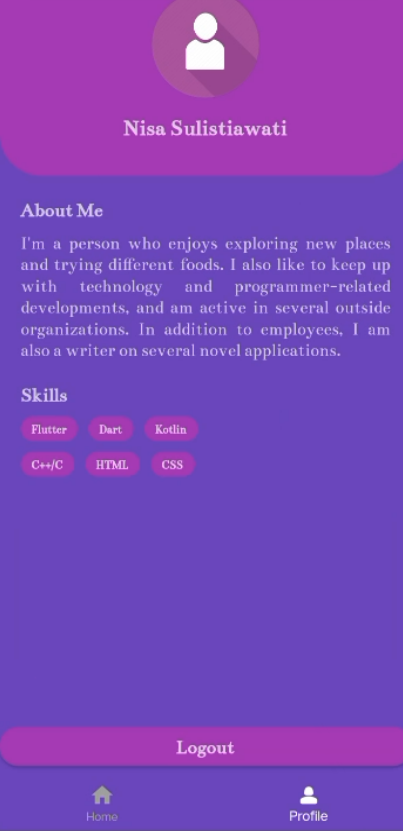 Nisa Sulistiawati
About Me
I'm a person who enjoys exploring new places
and trying different foods. I also like to keep up
with technology and programmer-related
developments, and am active in several outside
organizations. In addition to employees, I am
also a writer on several novel applications.
Skills
Flutter Dart Kotlin
C++/C HTML CSS
Logout
Home Profile